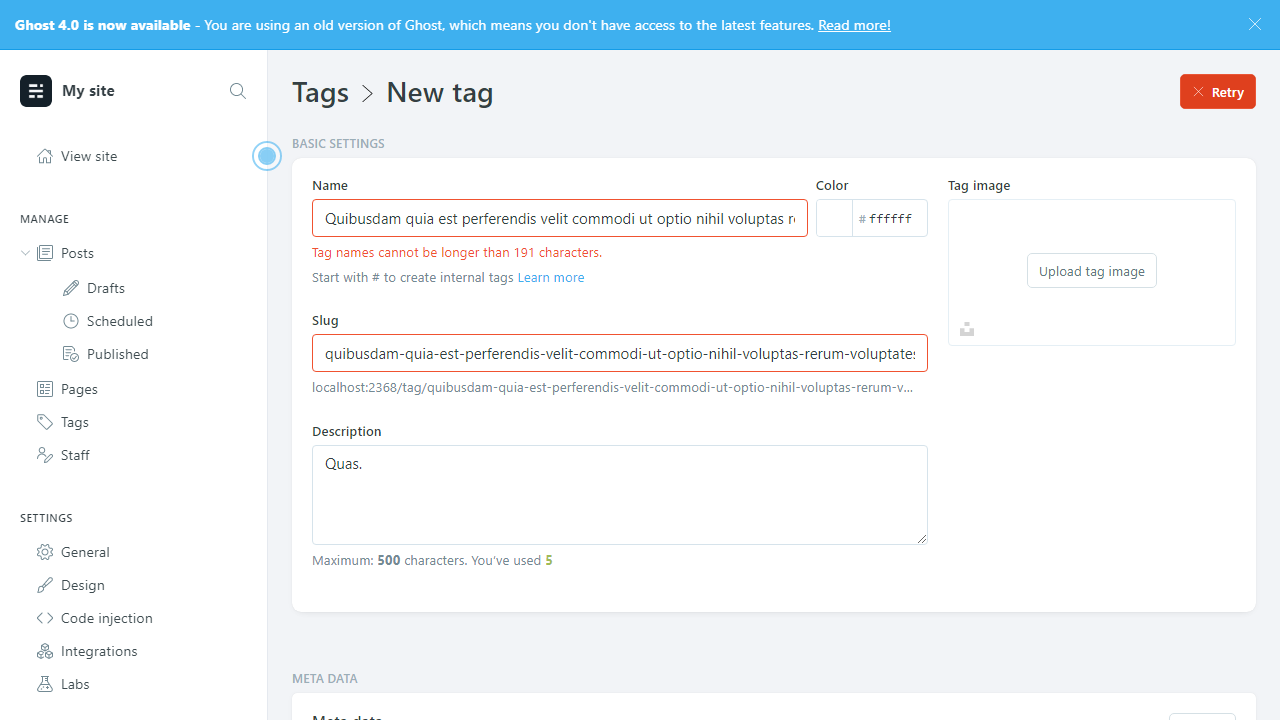 Ghost 4.0 is now available - You are using an old version of Ghost, which means you don't have access to the latest features. Read more!
My site
View site
MANAGE
Posts
Drafts
Scheduled
Published
Pages
Tags
Staff
SETTINGS
General
Design
Code injection
Integrations
Labs
Tags > New tag
Retry
BASIC SETTINGS
Name
Quibusdam quia est perferendis velit commodi ut optio nihil voluptas
Tag names cannot be longer than 191 characters.
Start with # to create internal tags Learn more
Color
# ffffff
Slug
quibusdam-quia-est-perferendis-velit-commodi-ut-optio-nihil-voluptas-rerum-voluptates
localhost:2368/tag/quibusdam-quia-est-perferendis-velit-commodi-ut-optio-nihil-voluptas-rerum-v...
Description
Quas.
Maximum: 500 characters. You've used 5
Tag image
Upload tag image
META DATA
Meta data